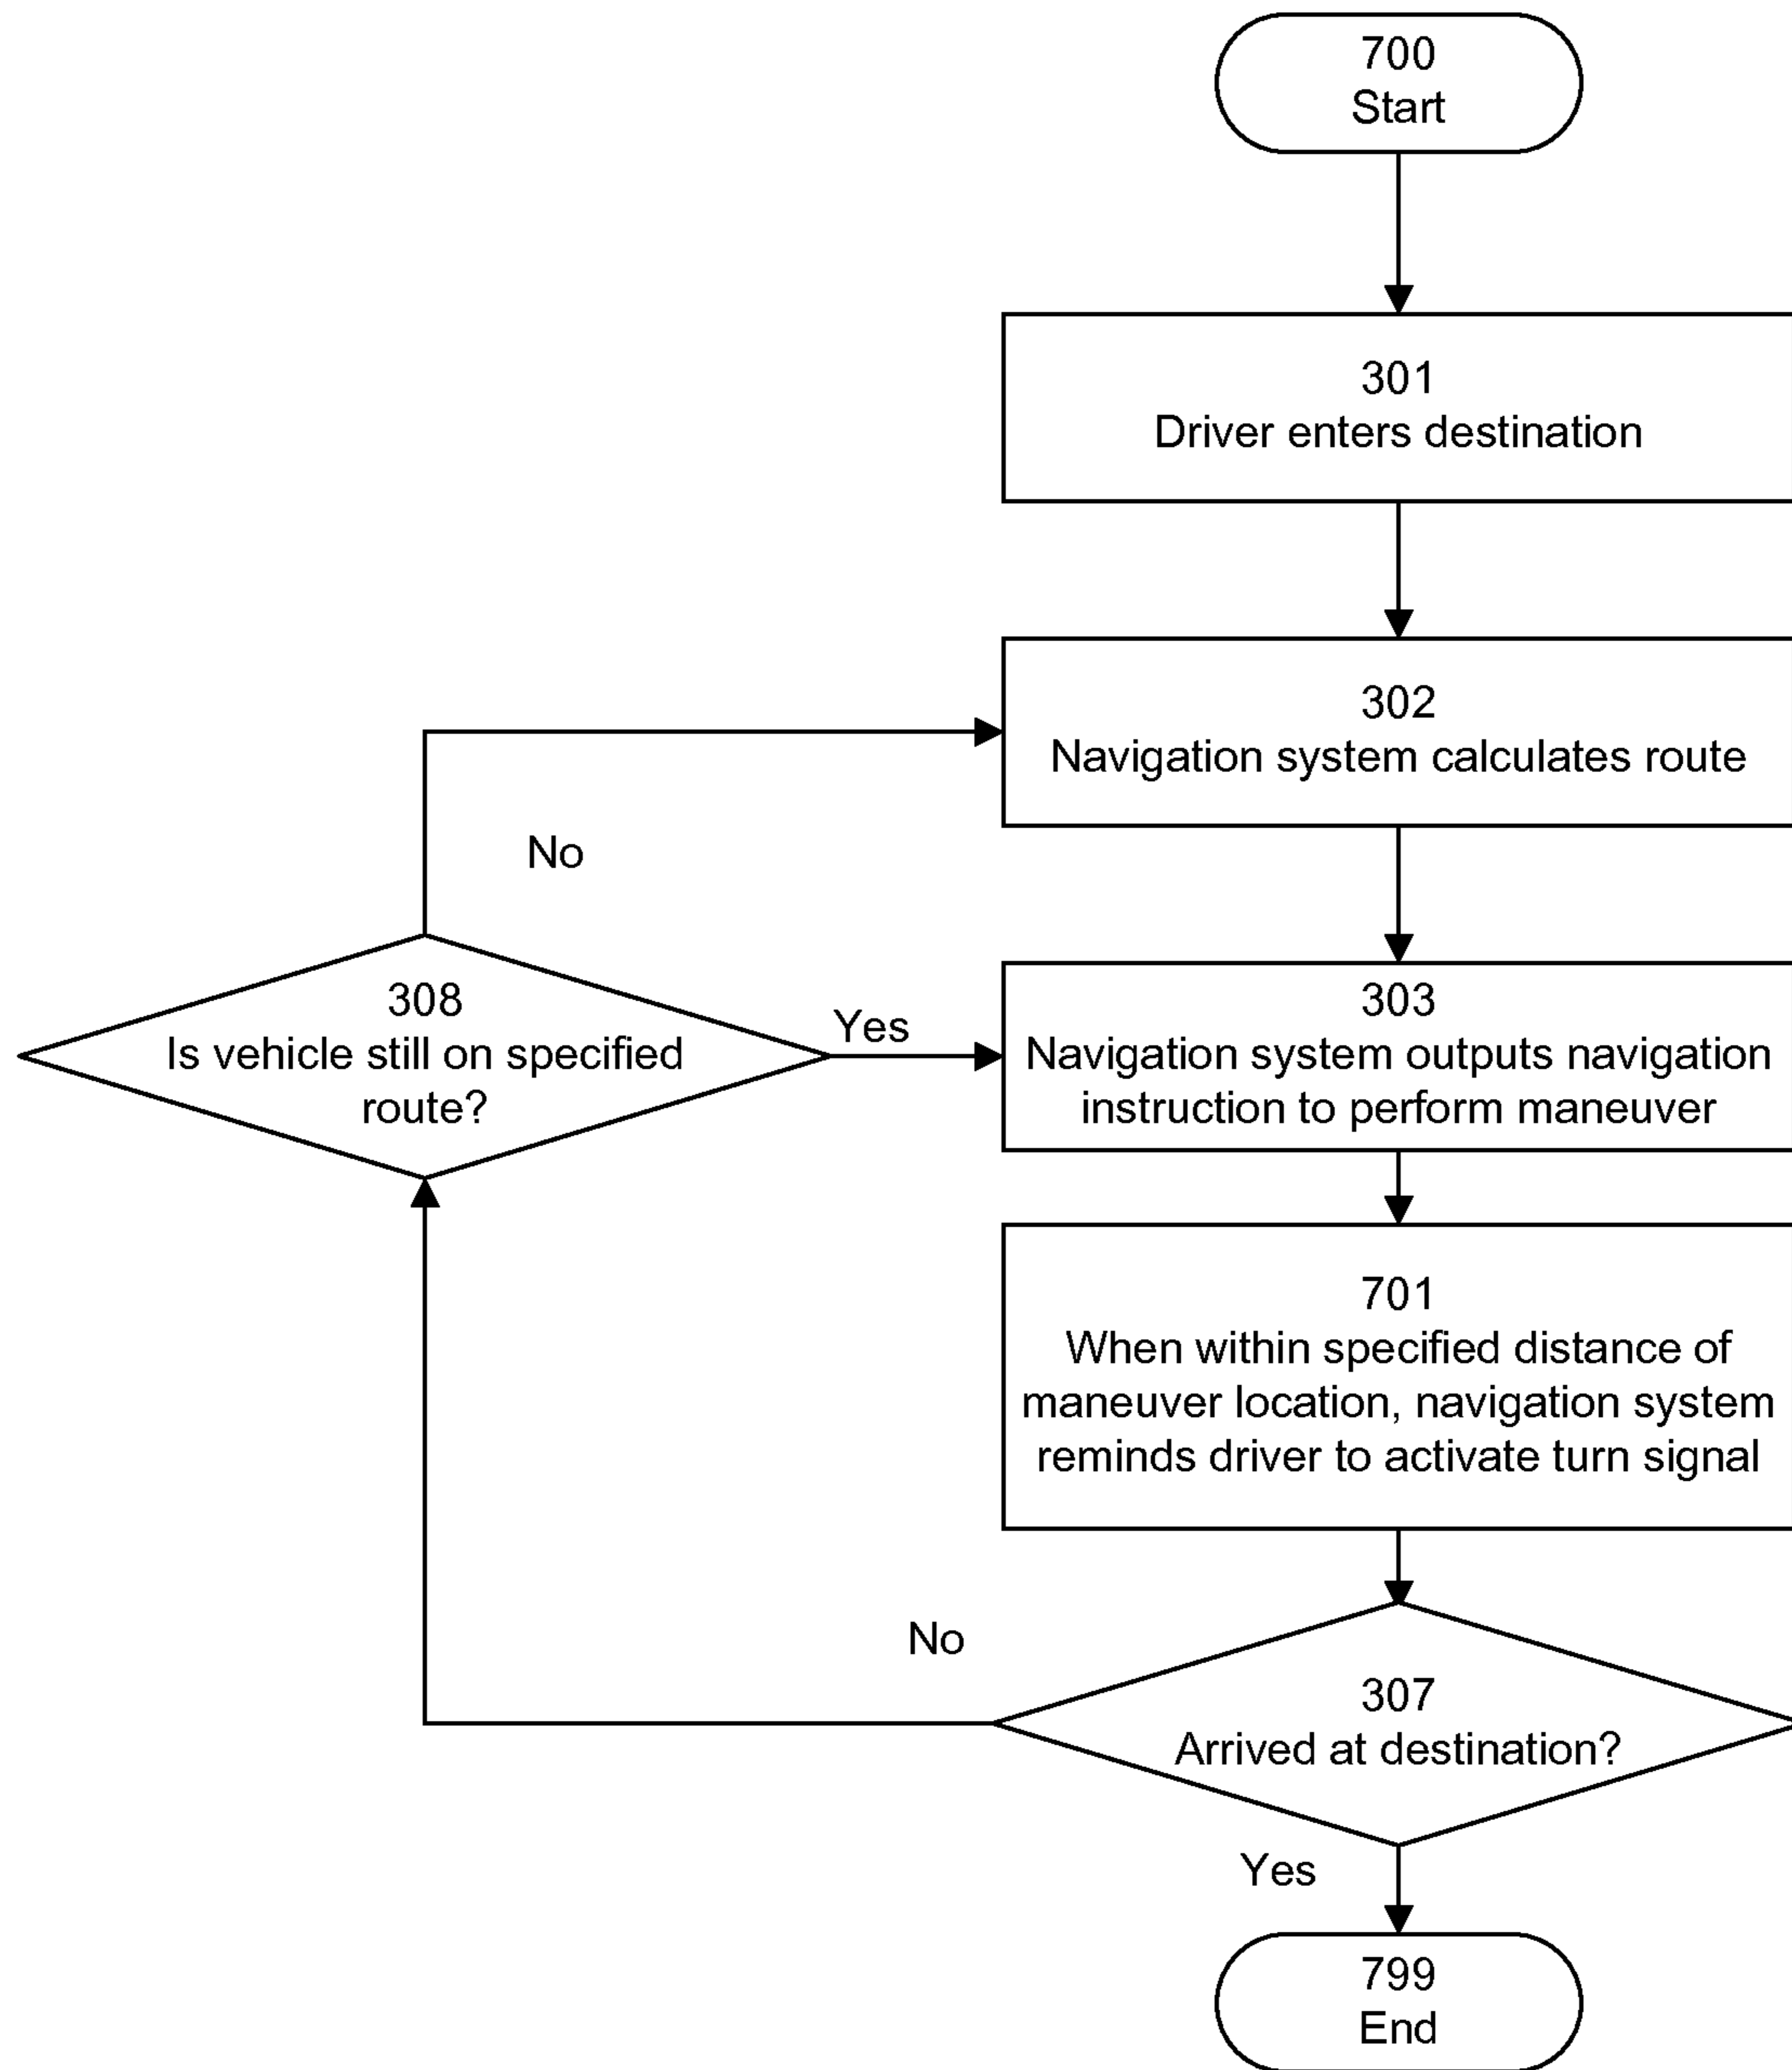 700
Start
301
Driver enters destination
302
Navigation system calculates route
No
308
Is vehicle still on specified
route?
Yes
303
Navigation system outputs navigation
instruction to perform maneuver
701
When within specified distance of
maneuver location, navigation system
reminds driver to activate turn signal
No
307
Arrived at destination?
Yes
799
End